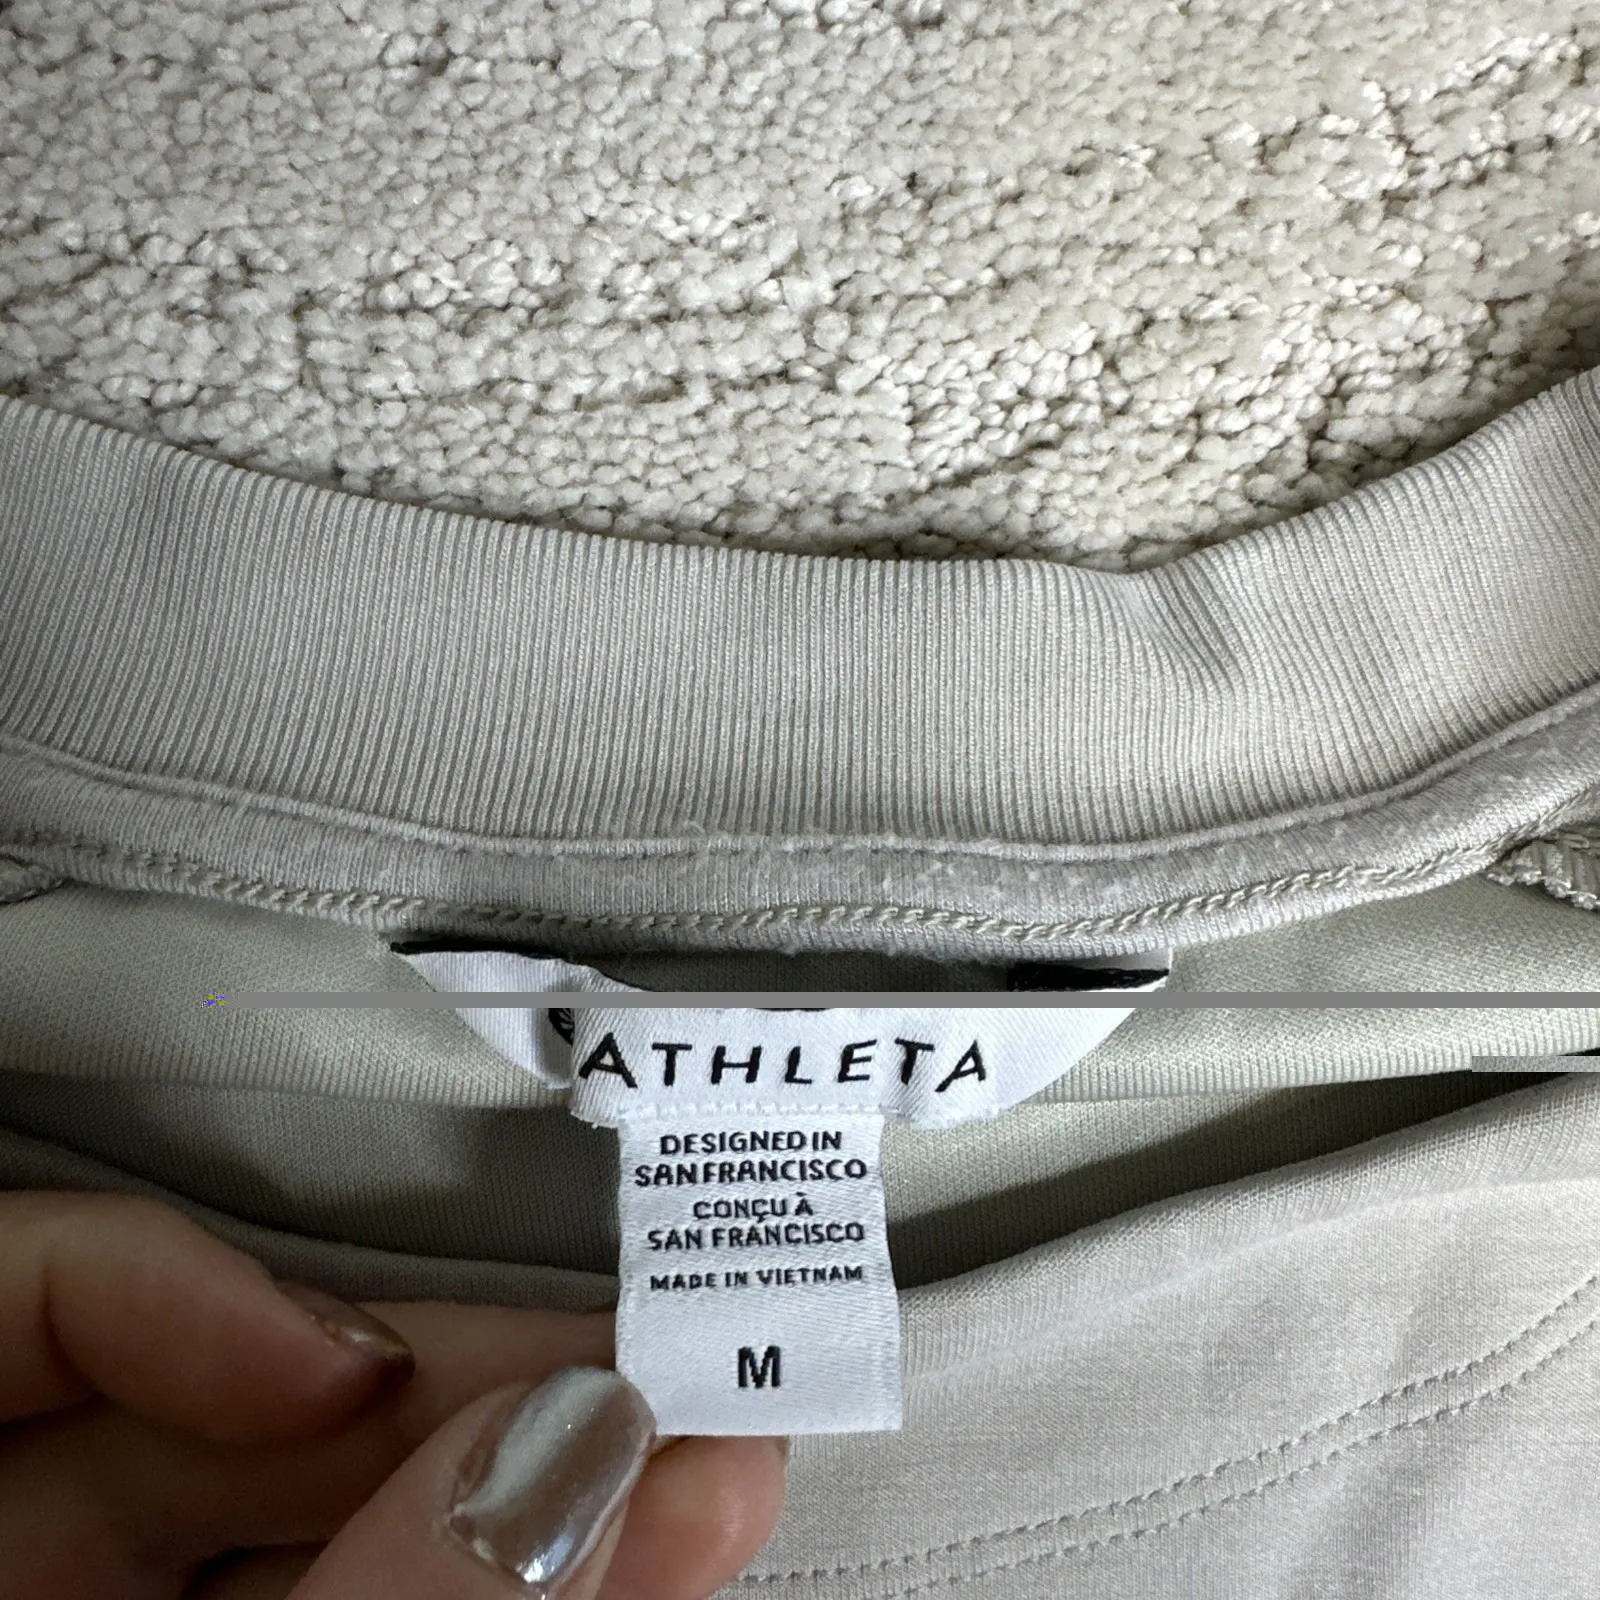 ATHLETA
DESIGNED IN
SAN FRANCISCO
CONÇU À
SAN FRANCISCO
MADE IN VIETNAM
M